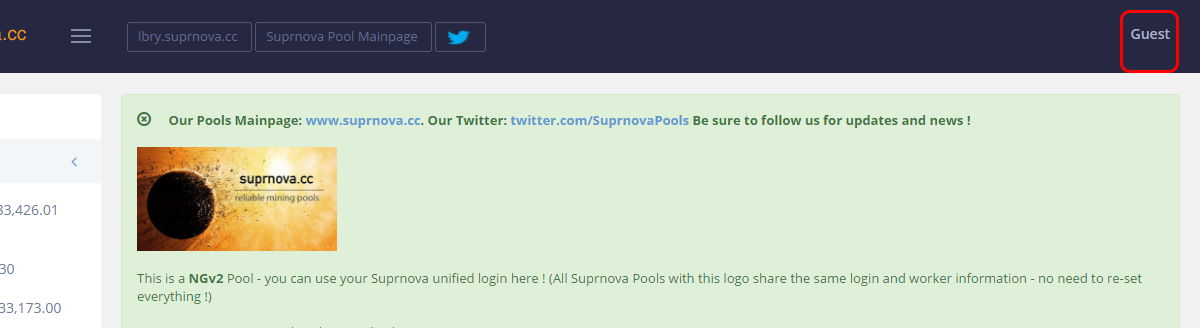 .cc
lbry.suprnova.cc
Suprnova Pool Mainpage
Guest
Our Pools Mainpage: www.suprnova.cc. Our Twitter: twitter.com/SuprnovaPools Be sure to follow us for updates and news !
suprnova.cc
reliable mining pools
33,426.01
This is a NGv2 Pool - you can use your Suprnova unified login here ! (All Suprnova Pools with this logo share the same login and worker information - no need to re-set
everything !)
30
33,173.00